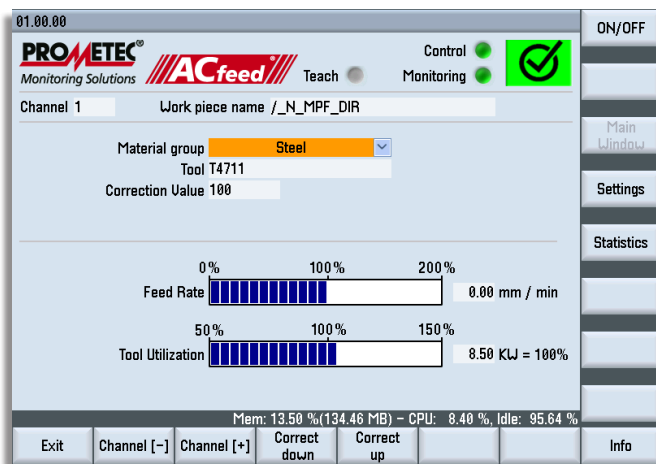 01.00.00
ON/OFF
PROMETEC®
Monitoring Solutions
ACfeed
Teach
Control
Monitoring
Channel 1 Work piece name /_N_MPF_DIR
Main
Window
Material group Steel
Tool T4711
Correction Value 100
Settings
Statistics
0% 100% 200%
Feed Rate 0.00 mm / min
50% 100% 150%
Tool Utilization 8.50 KW = 100%
Mem: 13.50 %(134.46 MB) - CPU: 8.40 %, Idle: 95.64 %
Exit
Channel [-]
Channel [+]
Correct
down
Correct
up
Info